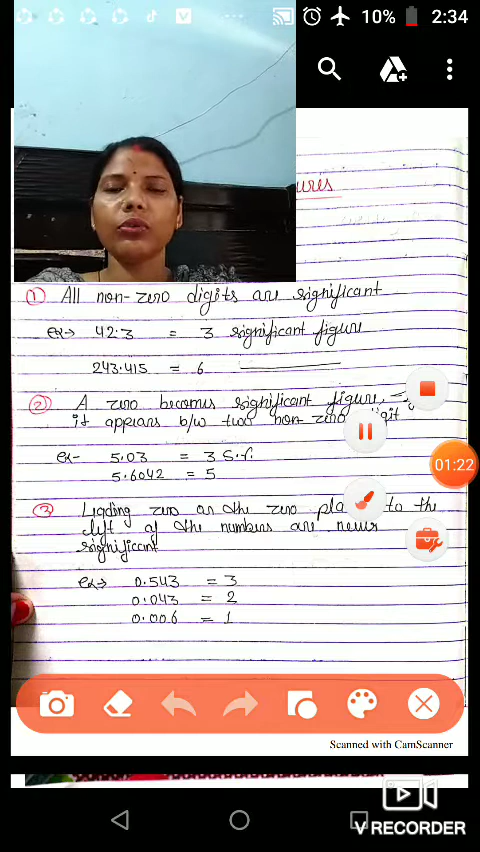 10% 2:34
ures
① All non-zero digits are significant
ex→ 42.3 = 3 significant figure
243.415 = 6
② A zero becomes significant figure,
it appears b/w two non-zero digit
ex- 5.03 = 3 S.f.
5.6042 = 5
01:22
③ Leading zero or the zero pla to the
left of the numbers are never
significant
ex→ 0.543 = 3
0.043 = 2
0.006 = 1
Scanned with CamScanner
V RECORDER